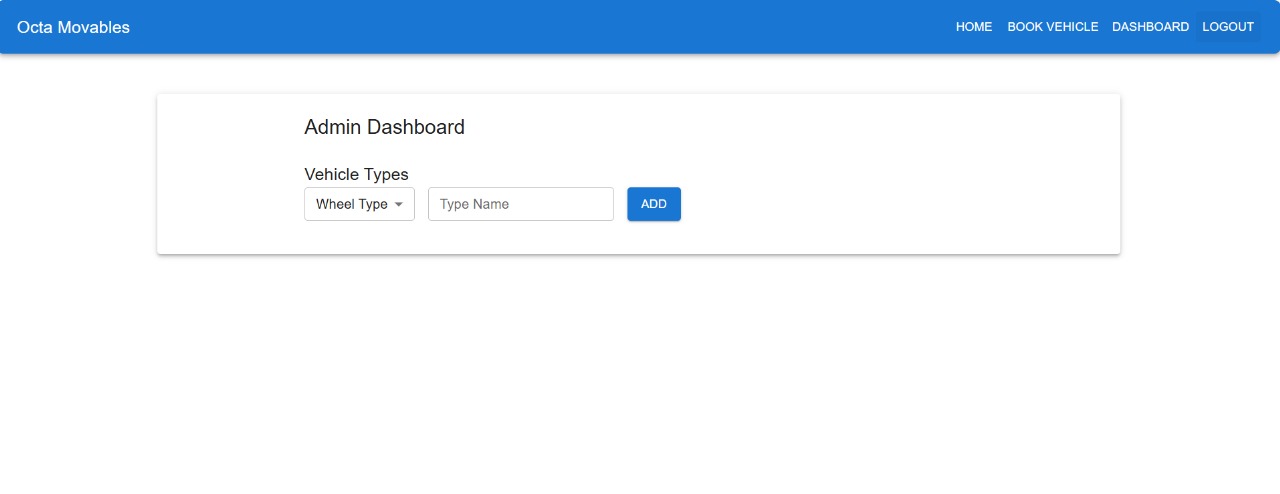 Octa Movables HOME BOOK VEHICLE DASHBOARD LOGOUT
Admin Dashboard
Vehicle Types
Wheel Type Type Name ADD